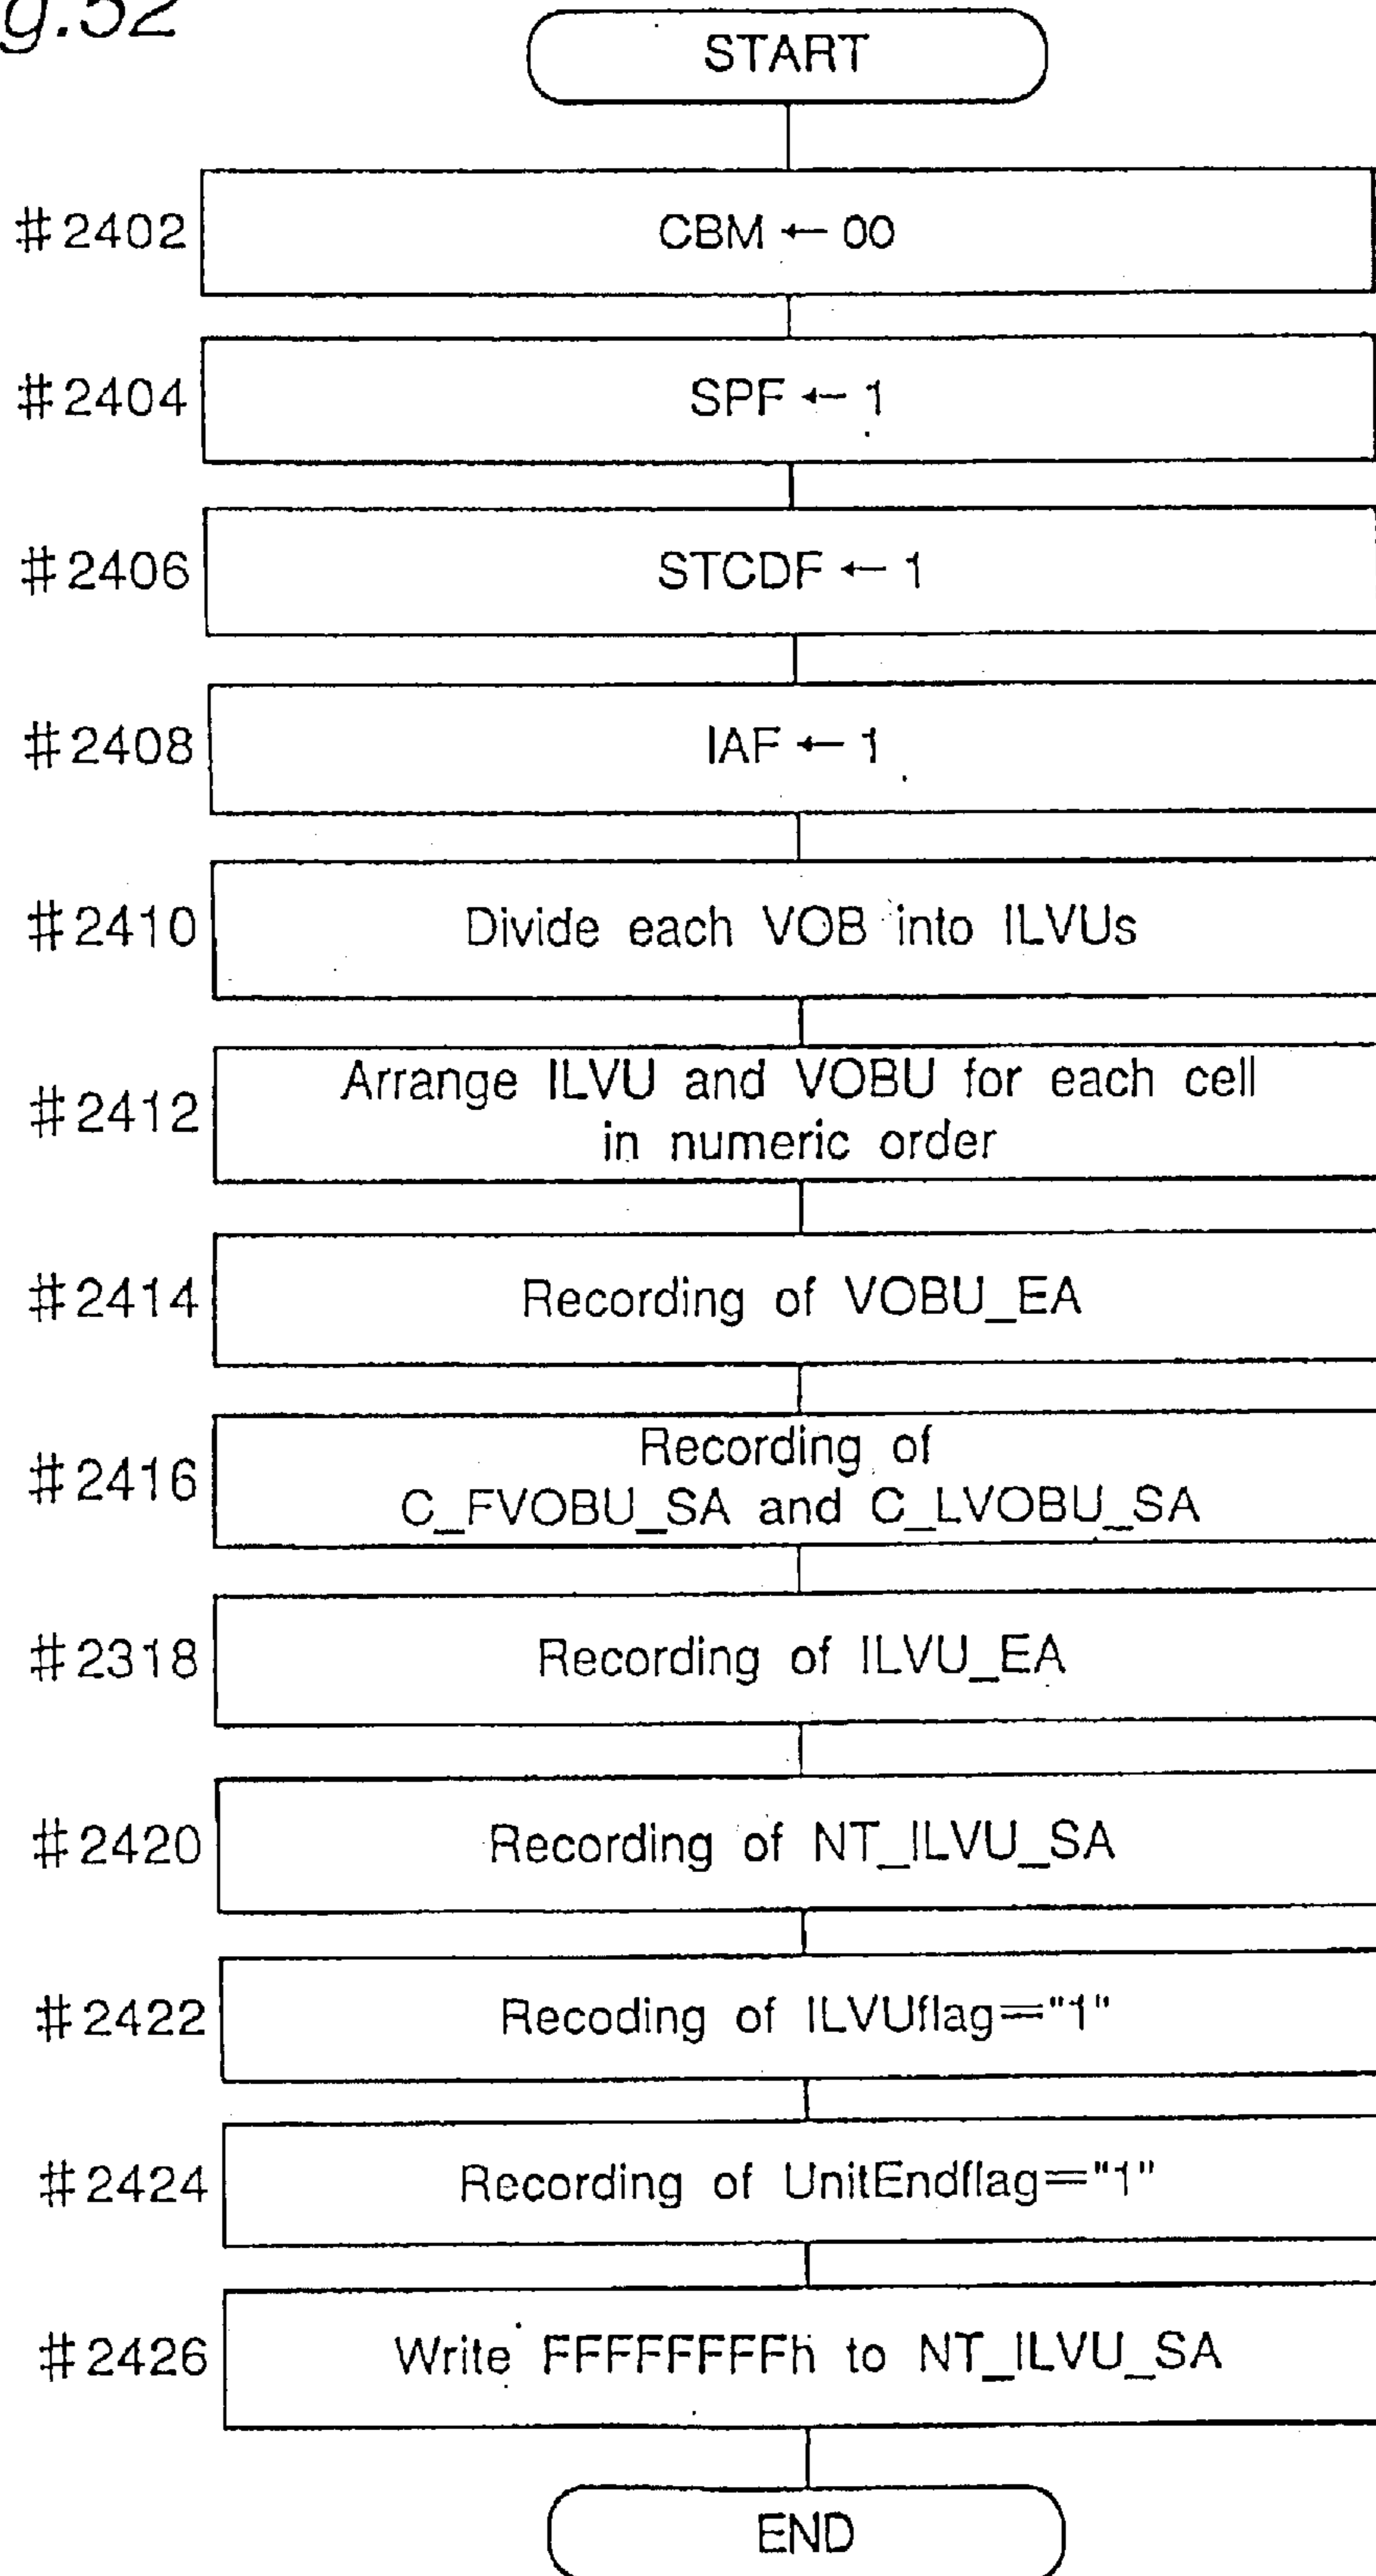 g.52
START
#2402
CBM ← 00
#2404
SPF ← 1
#2406
STCDF ← 1
#2408
IAF ← 1
#2410
Divide each VOB into ILVUs
#2412
Arrange ILVU and VOBU for each cell
in numeric order
#2414
Recording of VOBU_EA
#2416
Recording of
C_FVOBU_SA and C_LVOBU_SA
#2318
Recording of ILVU_EA
#2420
Recording of NT_ILVU_SA
#2422
Recoding of ILVUflag="1"
#2424
Recording of UnitEndflag="1"
#2426
Write FFFFFFFFh to NT_ILVU_SA
END